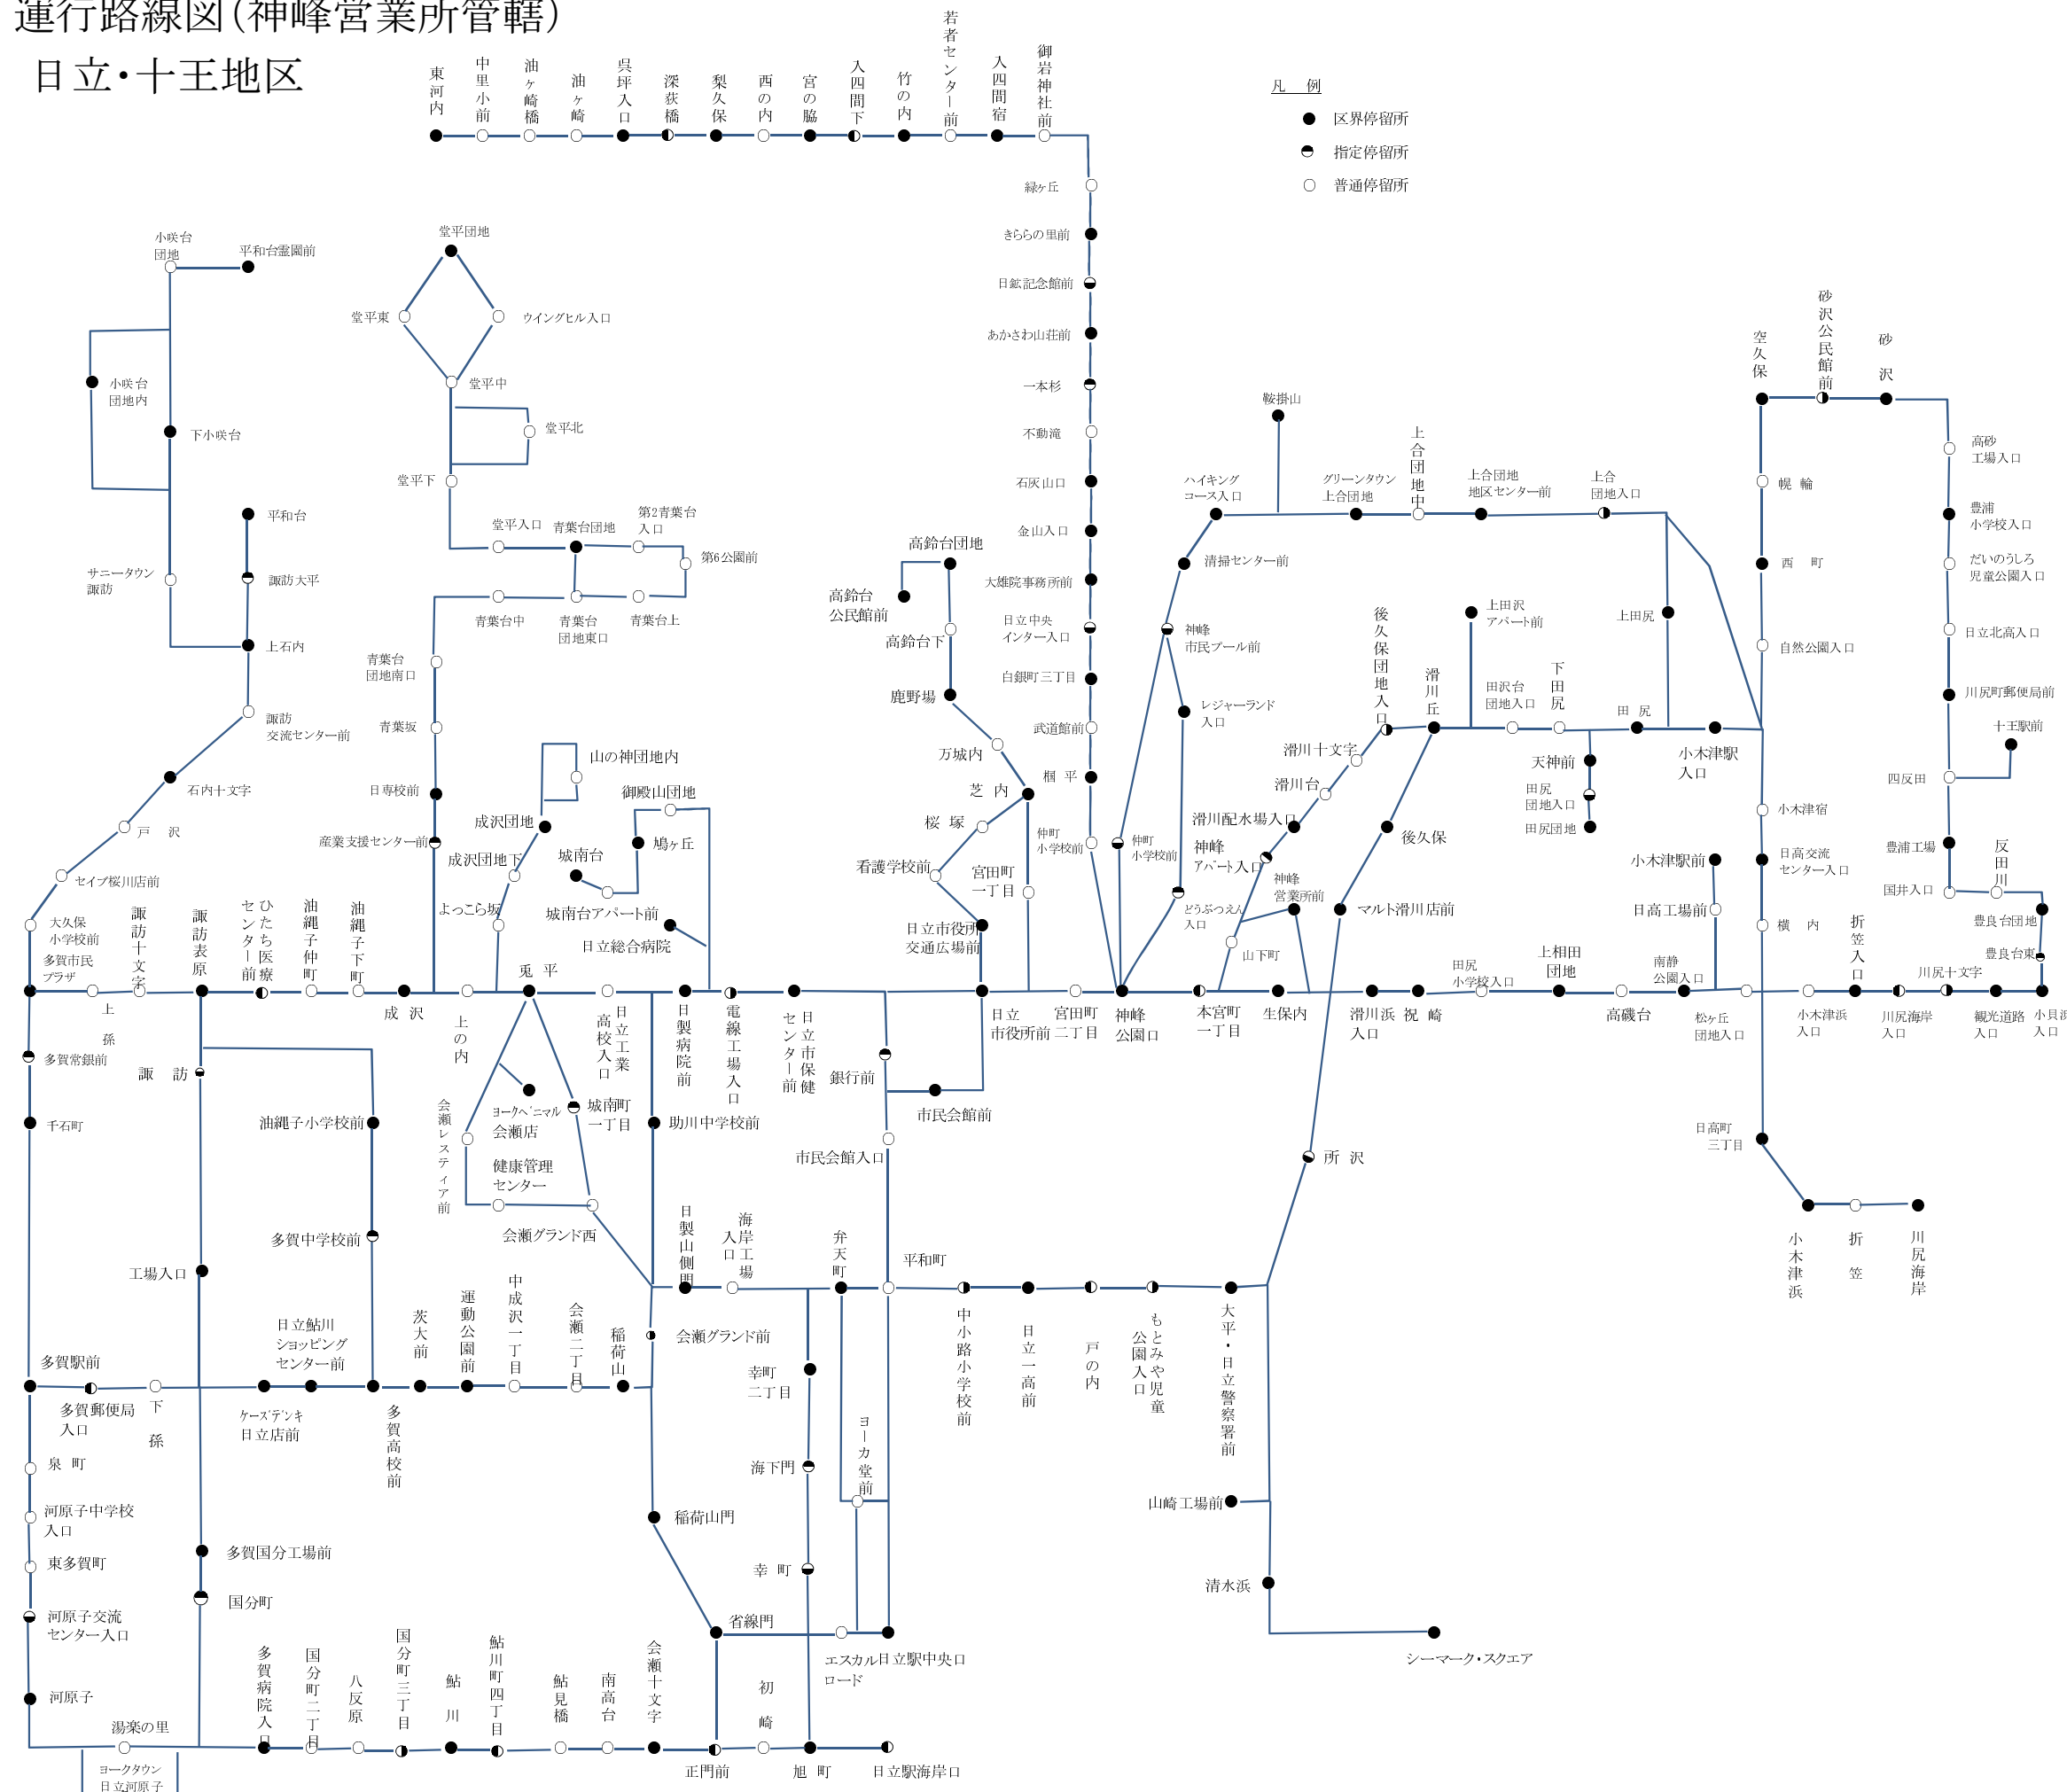 運行路線図(神峰営業所管轄)
日立・十王地区
凡　例
区界停留所
指定停留所
普通停留所
東河内
中里小前
油ヶ崎橋
油ヶ崎
呉坪入口
深荻橋
梨久保
西の内
宮の脇
入四間下
竹の内
若者センター前
入四間宿
御岩神社前
緑ヶ丘
きららの里前
日鉱記念館前
あかさわ山荘前
一本杉
不動滝
石灰山口
金山入口
大雄院事務所前
日立中央
インター入口
白銀町三丁目
武道館前
棝 平
仲町
小学校前
小咲台
団地
平和台霊園前
小咲台
団地内
下小咲台
平和台
サニータウン
諏訪
諏訪大平
上石内
諏訪
交流センター前
石内十文字
戸 沢
セイブ桜川店前
大久保
小学校前
多賀市民
プラザ
堂平団地
堂平東
ウイングヒル入口
堂平中
堂平北
堂平下
堂平入口
青葉台団地
第2青葉台
入口
第6公園前
青葉台中
青葉台
団地東口
青葉台上
青葉台
団地南口
青葉坂
日専校前
産業支援センター前
山の神団地内
成沢団地
成沢団地下
よっこら坂
御殿山団地
鳩ヶ丘
城南台
城南台アパート前
日立総合病院
高鈴台団地
高鈴台
公民館前
高鈴台下
鹿野場
万城内
芝 内
桜 塚
看護学校前
宮田町
一丁目
日立市役所
交通広場前
鞍掛山
ハイキング
コース入口
グリーンタウン
上合団地
上合団地中
上合団地
地区センター前
上合
団地入口
清掃センター前
神峰
市民プール前
レジャーランド
入口
仲町
小学校前
どうぶつえん
入口
後久保団地入口
滑川丘
上田沢
アパート前
田沢台
団地入口
下田尻
上田尻
田 尻
小木津駅
入口
滑川十文字
滑川台
滑川配水場入口
神峰
アパート入口
神峰
営業所前
山下町
後久保
マルト滑川店前
天神前
田尻
団地入口
田尻団地
小木津駅前
日高工場前
空久保
砂沢公民館前
砂沢
幌 輪
西 町
自然公園入口
小木津宿
日高交流
センター入口
横 内
高砂
工場入口
豊浦
小学校入口
だいのうしろ
児童公園入口
日立北高入口
川尻町郵便局前
十王駅前
四反田
豊浦工場
国井入口
反田川
豊良台団地
豊良台東
上孫
諏訪十文字
諏訪表原
ひたち医療
センター前
油縄子仲町
油縄子下町
成 沢
上の内
兎 平
日立工業
高校入口
日製病院前
電線工場入口
日立市保健
センター前
日立
市役所前
宮田町
二丁目
神峰
公園口
本宮町
一丁目
生保内
滑川浜
入口
祝 崎
田尻
小学校入口
上相田
団地
高磯台
南静
公園入口
松ヶ丘
団地入口
小木津浜
入口
折笠入口
川尻海岸
入口
川尻十文字
観光道路
入口
小貝浜
入口
多賀常銀前
千石町
諏 訪
油縄子小学校前
多賀中学校前
工場入口
会瀬レスティア前
ヨークベニマル
会瀬店
城南町
一丁目
健康管理
センター
会瀬グランド西
助川中学校前
銀行前
市民会館前
市民会館入口
所 沢
日高町
三丁目
小木津浜
折笠
川尻海岸
日製山側門
海岸工場
入口
弁天町
平和町
中小路小学校前
日立一高前
戸の内
もとみや児童
公園入口
大平・日立警察署前
多賀駅前
多賀郵便局
入口
下孫
ケーズデンキ
日立店前
日立鮎川
ショッピング
センター前
多賀高校前
茨大前
運動公園前
中成沢一丁目
会瀬二丁目
稲荷山
会瀬グランド前
幸町
二丁目
海下門
ヨーカ堂前
山崎工場前
清水浜
シーマーク・スクエア
泉 町
河原子中学校
入口
東多賀町
河原子交流
センター入口
河原子
湯楽の里
ヨークタウン
日立河原子
多賀国分工場前
国分町
稲荷山門
幸 町
省線門
エスカル
ロード
日立駅中央口
多賀病院入口
国分町二丁目
八反原
国分町三丁目
鮎川
鮎川町四丁目
鮎見橋
南高台
会瀬十文字
正門前
初崎
旭 町
日立駅海岸口